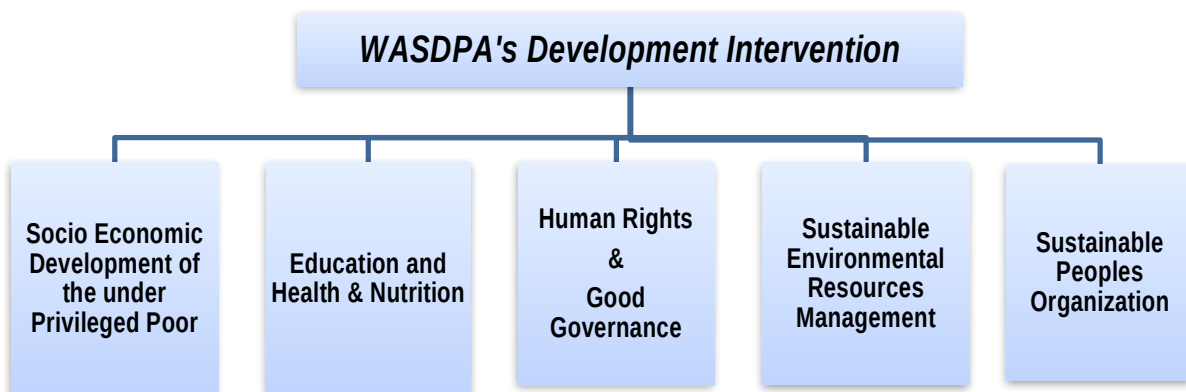 WASDPA's Development Intervention
Socio Economic
Development of
the under
Privileged Poor
Education and
Health & Nutrition
Human Rights
&
Good
Governance
Sustainable
Environmental
Resources
Management
Sustainable
Peoples
Organization